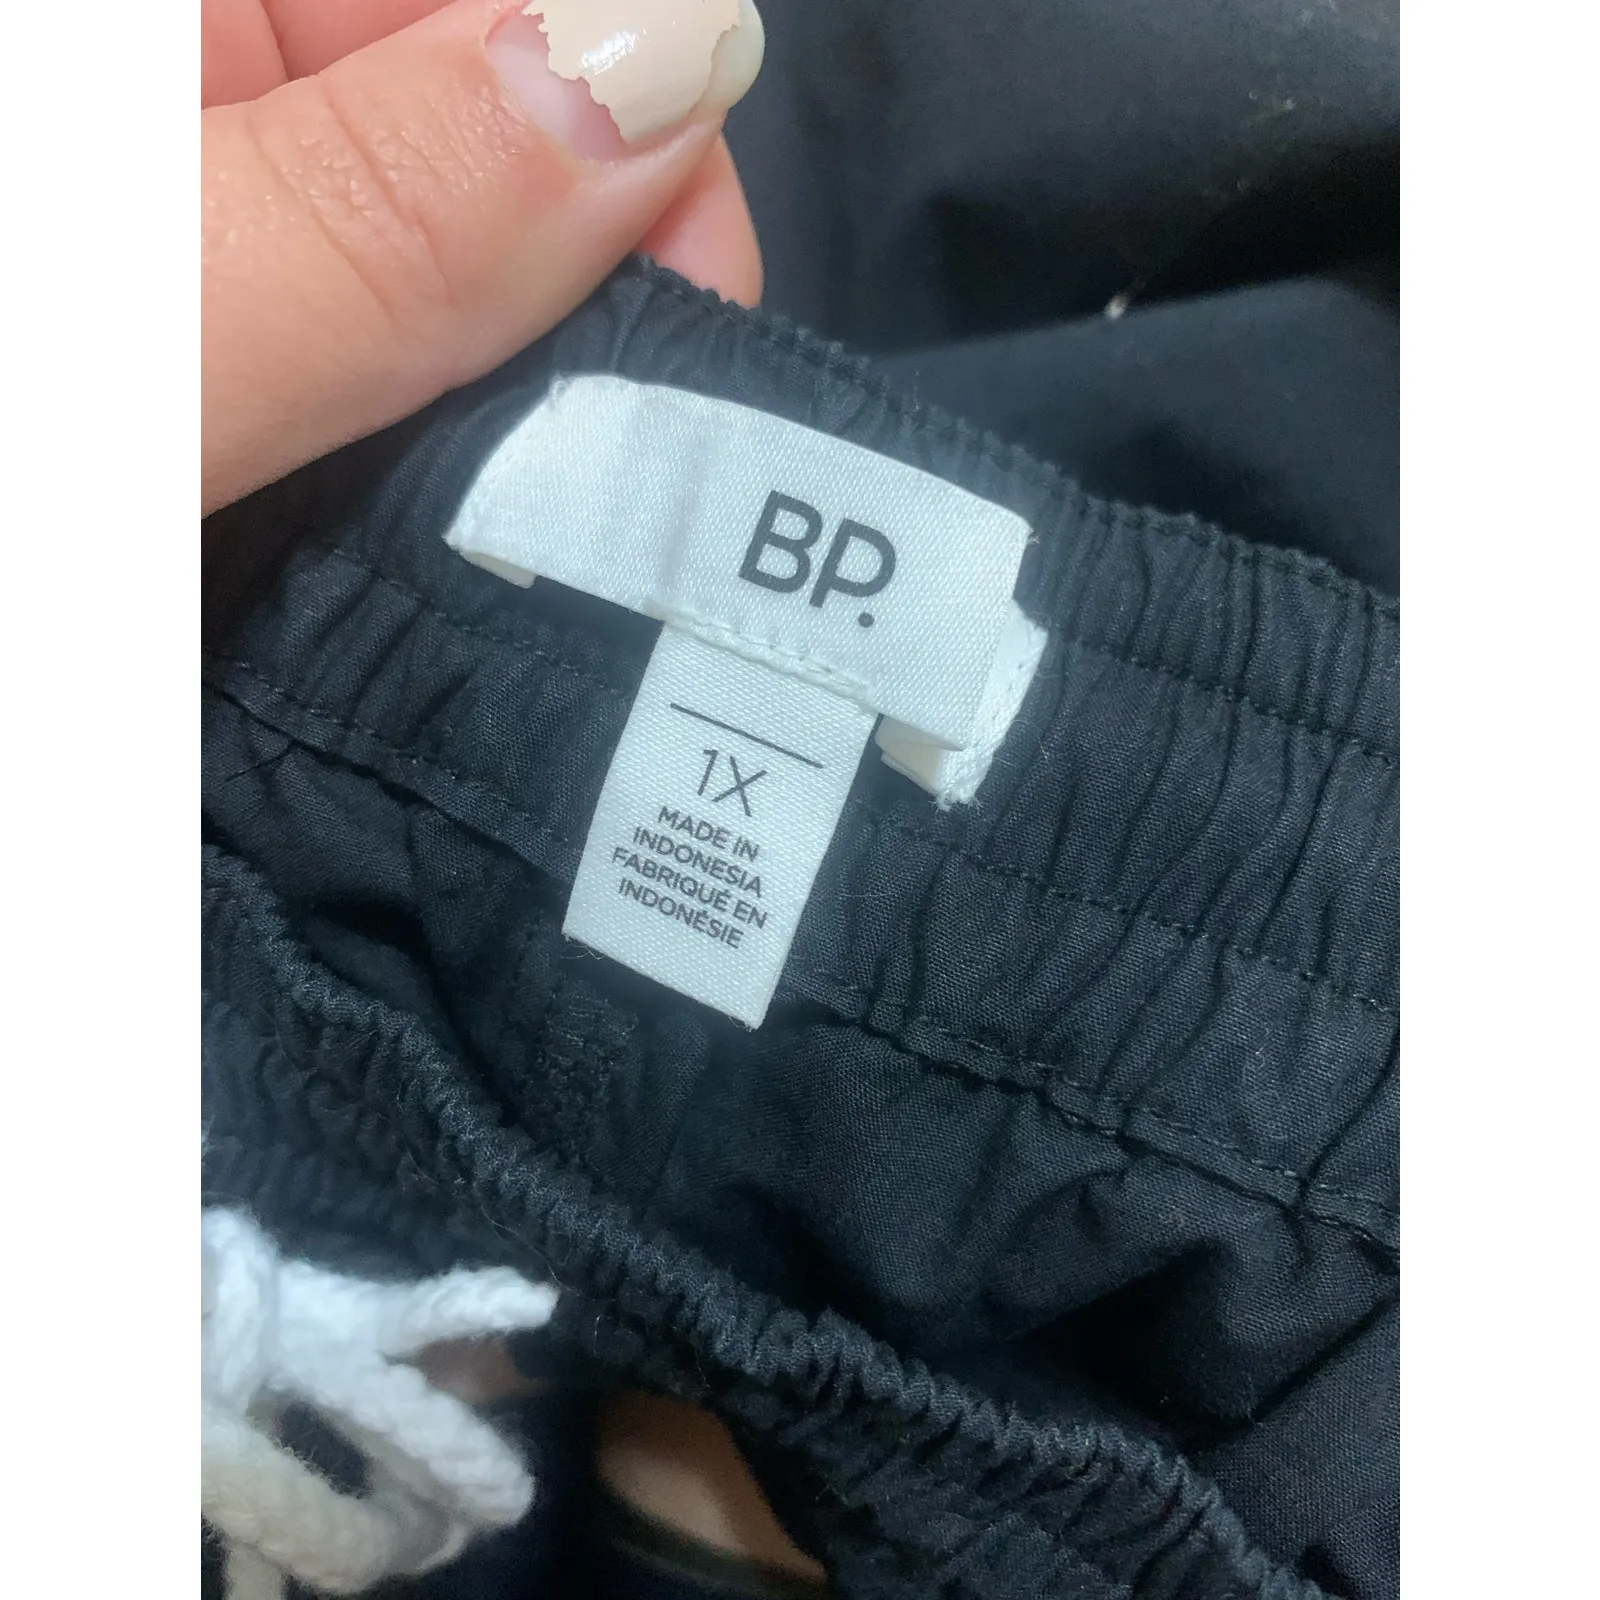 BP.
1X
MADE IN
INDONESIA
FABRIQUÉ EN
INDONÉSIE